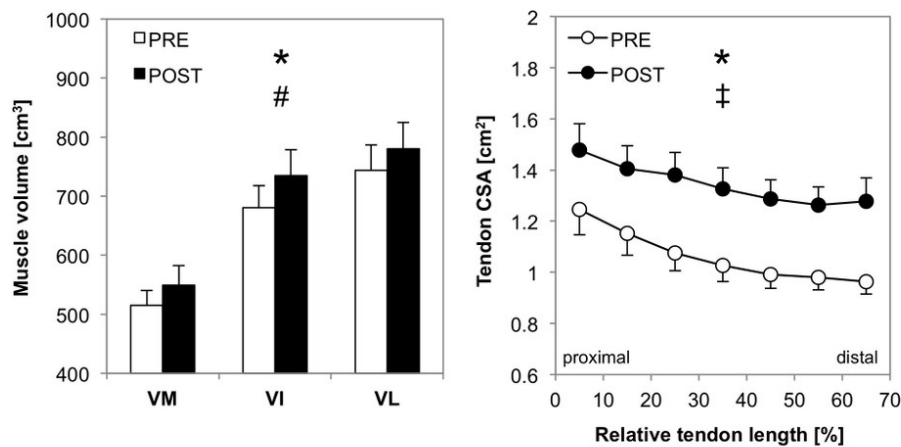 1000
900
800
700
600
500
400
Muscle volume [cm³]
PRE
POST
*
#
VM
VI
VL
2
1.8
1.6
1.4
1.2
1
0.8
0.6
Tendon CSA [cm²]
PRE
POST
*
‡
proximal
distal
0 10 20 30 40 50 60 70
Relative tendon length [%]